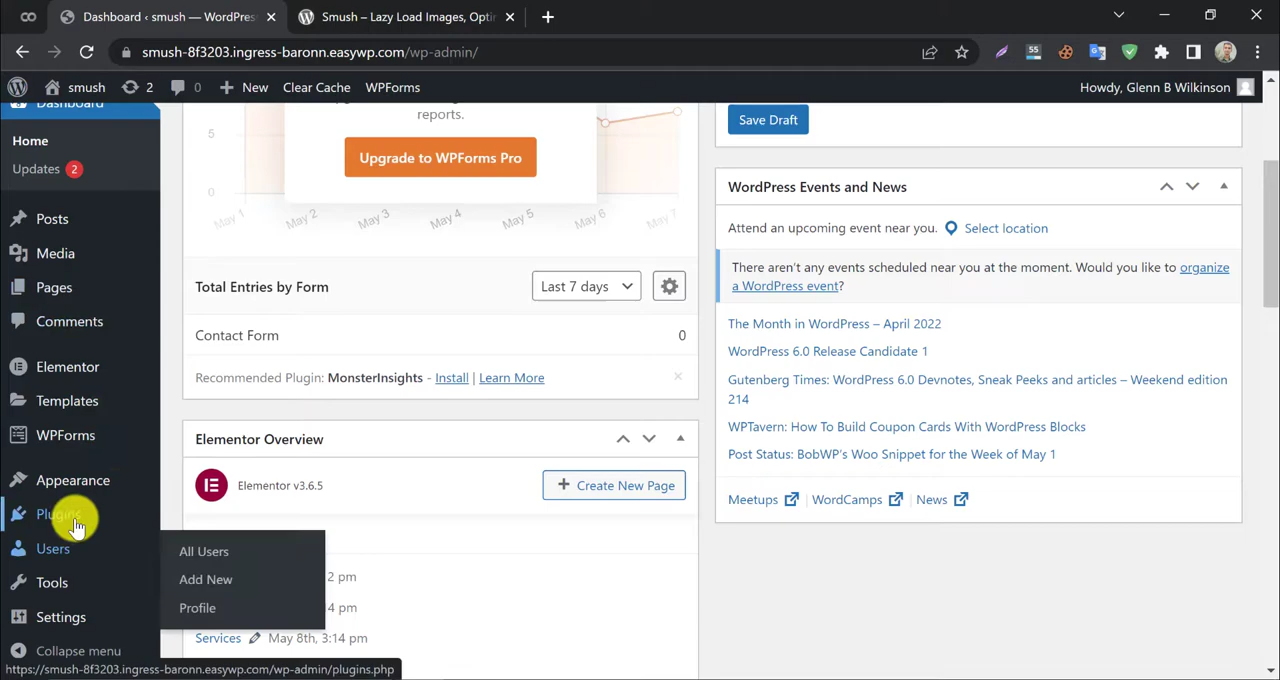 Dashboard ‹ smush — WordPres
Smush – Lazy Load Images, Opti
smush-8f3203.ingress-baronn.easywp.com/wp-admin/
55
smush
2
0
New
Clear Cache
WPForms
Howdy, Glenn B Wilkinson
Dashboard
Home
Updates 2
Posts
Media
Pages
Comments
Elementor
Templates
WPForms
Appearance
Plugins
Users
Tools
Settings
Collapse menu
All Users
Add New
Profile
reports.
Upgrade to WPForms Pro
5
0
May 1
May 2
May 3
May 4
May 5
May 6
May 7
Total Entries by Form
Last 7 days
Contact Form
0
Recommended Plugin: MonsterInsights - Install | Learn More
Elementor Overview
Elementor v3.6.5
Create New Page
2 pm
4 pm
Services May 8th, 3:14 pm
Save Draft
WordPress Events and News
Attend an upcoming event near you. Select location
There aren't any events scheduled near you at the moment. Would you like to organize
a WordPress event?
The Month in WordPress – April 2022
WordPress 6.0 Release Candidate 1
Gutenberg Times: WordPress 6.0 Devnotes, Sneak Peeks and articles – Weekend edition
214
WPTavern: How To Build Coupon Cards With WordPress Blocks
Post Status: BobWP's Woo Snippet for the Week of May 1
Meetups | WordCamps | News
https://smush-8f3203.ingress-baronn.easywp.com/wp-admin/plugins.php